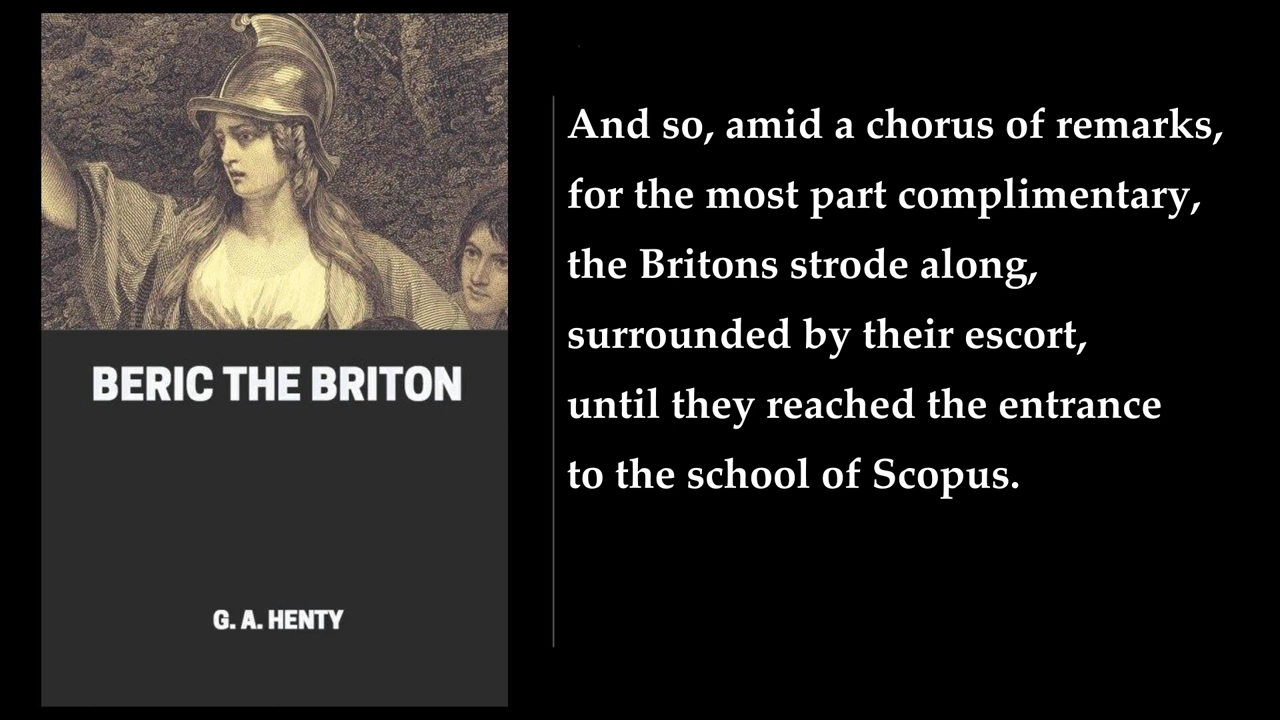 BERIC THE BRITON
G. A. HENTY
And so, amid a chorus of remarks,
for the most part complimentary,
the Britons strode along,
surrounded by their escort,
until they reached the entrance
to the school of Scopus.